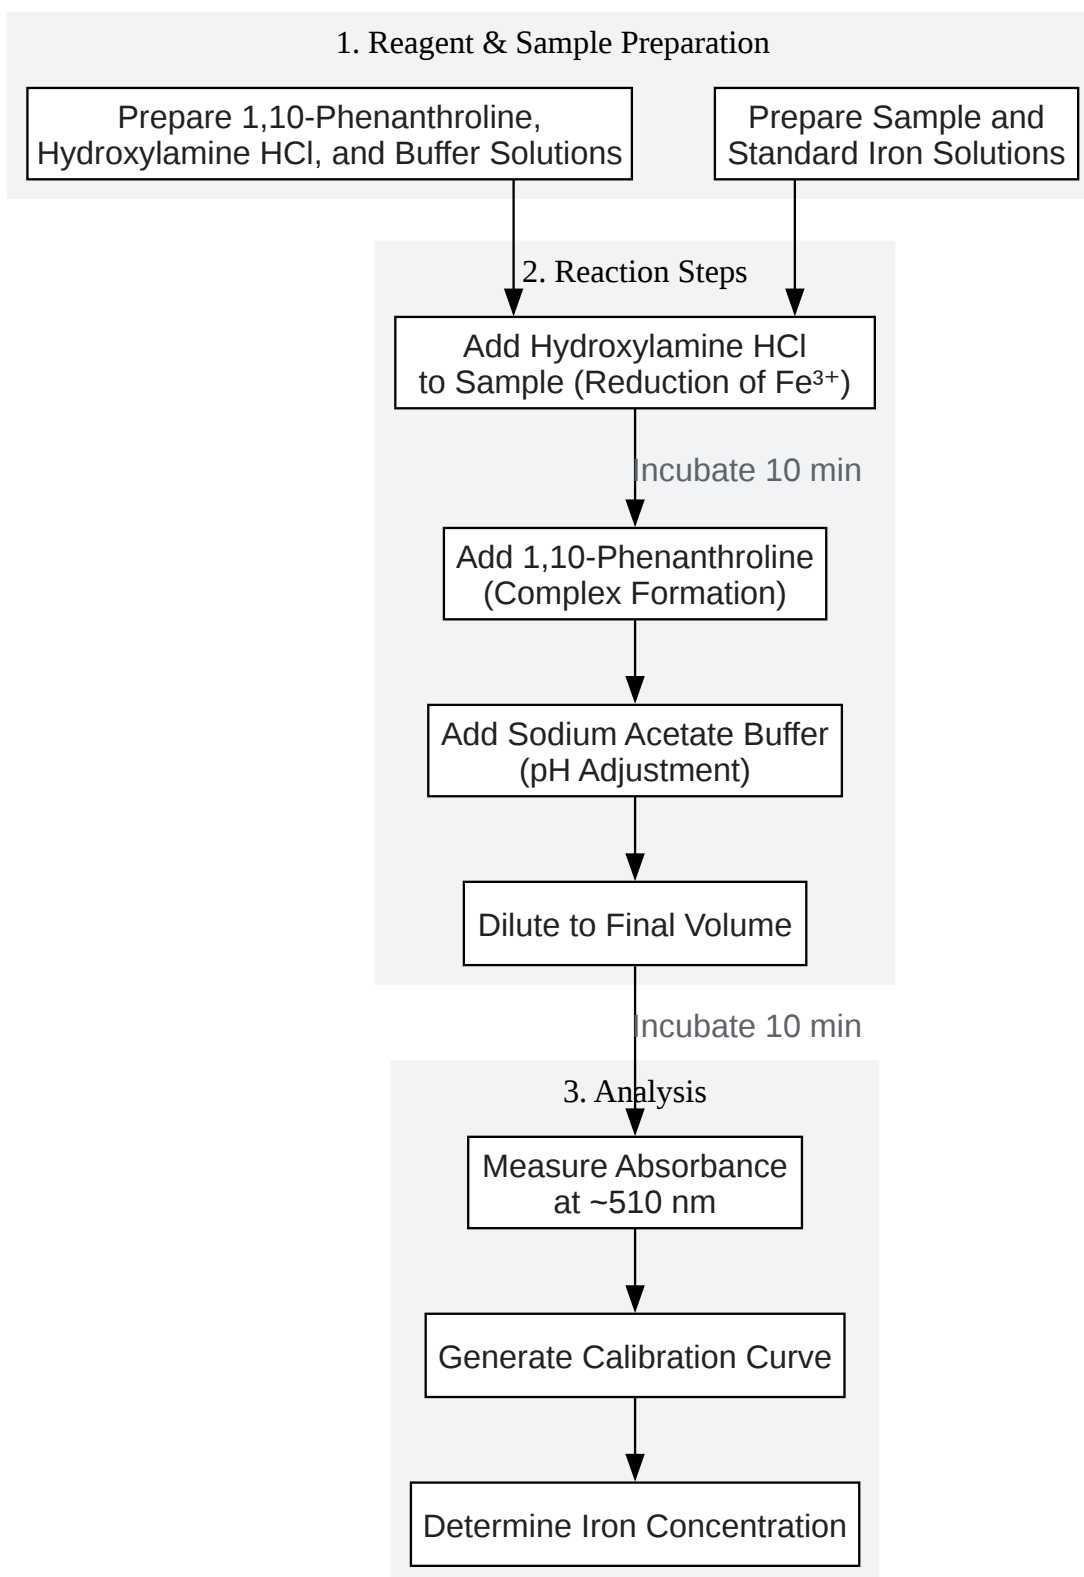 1. Reagent & Sample Preparation
Prepare 1,10-Phenanthroline,
Hydroxylamine HCl, and Buffer Solutions
Prepare Sample and
Standard Iron Solutions
2. Reaction Steps
Add Hydroxylamine HCl
to Sample (Reduction of Fe³⁺)
Incubate 10 min
Add 1,10-Phenanthroline
(Complex Formation)
Add Sodium Acetate Buffer
(pH Adjustment)
Dilute to Final Volume
Incubate 10 min
3. Analysis
Measure Absorbance
at ~510 nm
Generate Calibration Curve
Determine Iron Concentration